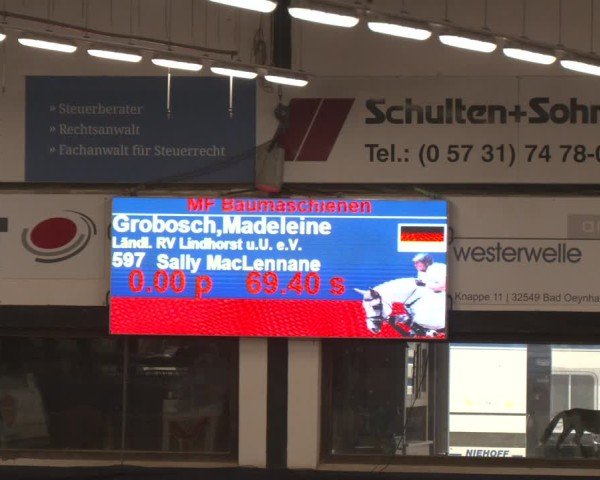 » Steuerberater
» Rechtsanwalt
» Fachanwalt für Steuerrecht
Schulten+Sohn
Tel.: (0 57 31) 74 78-0
MF Baumaschienen
Grobosch,Madeleine
Ländl. RV Lindhorst u.U. e.V.
597 Sally MacLennane
0.00 p 69.40 s
westerwelle
Knappe 11 | 32549 Bad Oeynha
NIEHOFF